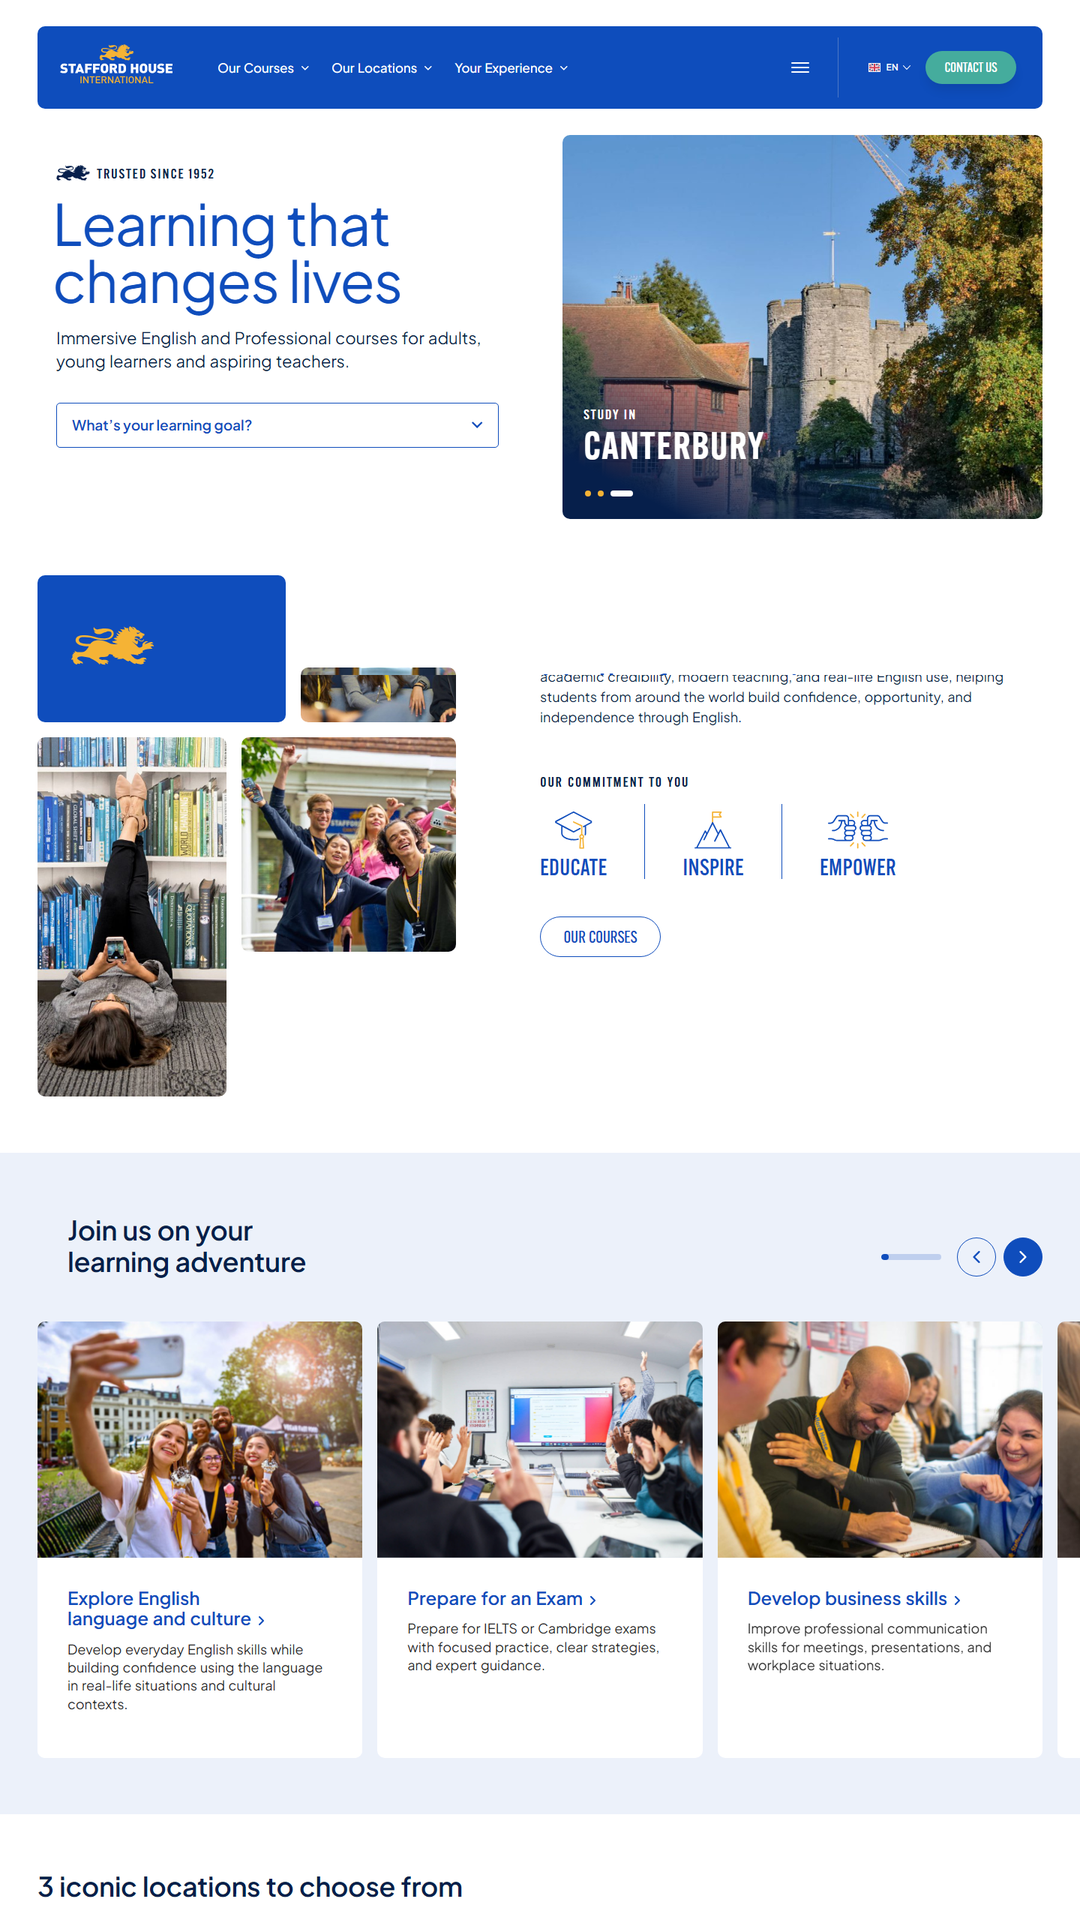 STAFFORD HOUSE
INTERNATIONAL
Our Courses
Our Locations
Your Experience
EN
CONTACT US
TRUSTED SINCE 1952
Learning that
changes lives
Immersive English and Professional courses for adults,
young learners and aspiring teachers.
What's your learning goal?
STUDY IN
CANTERBURY
academic credibility, modern teaching, and real-life English use, helping
students from around the world build confidence, opportunity, and
independence through English.
OUR COMMITMENT TO YOU
EDUCATE
INSPIRE
EMPOWER
OUR COURSES
Join us on your
learning adventure
Explore English
language and culture
Develop everyday English skills while
building confidence using the language
in real-life situations and cultural
contexts.
Prepare for an Exam
Prepare for IELTS or Cambridge exams
with focused practice, clear strategies,
and expert guidance.
Develop business skills
Improve professional communication
skills for meetings, presentations, and
workplace situations.
3 iconic locations to choose from